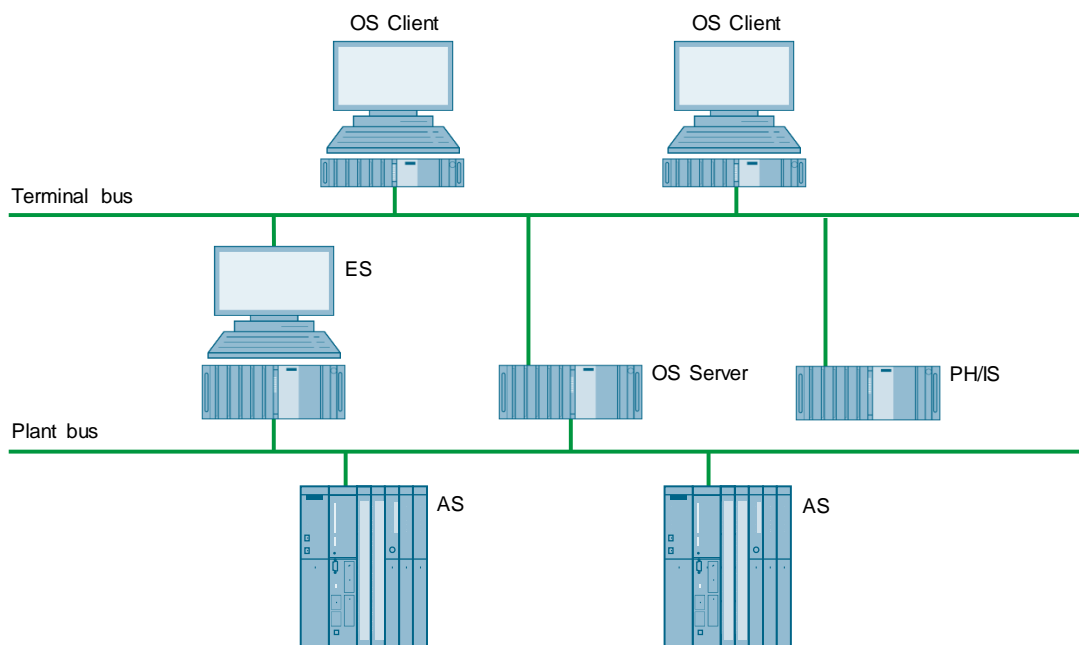 OS Client
OS Client
Terminal bus
ES
OS Server
PH/IS
Plant bus
AS
AS